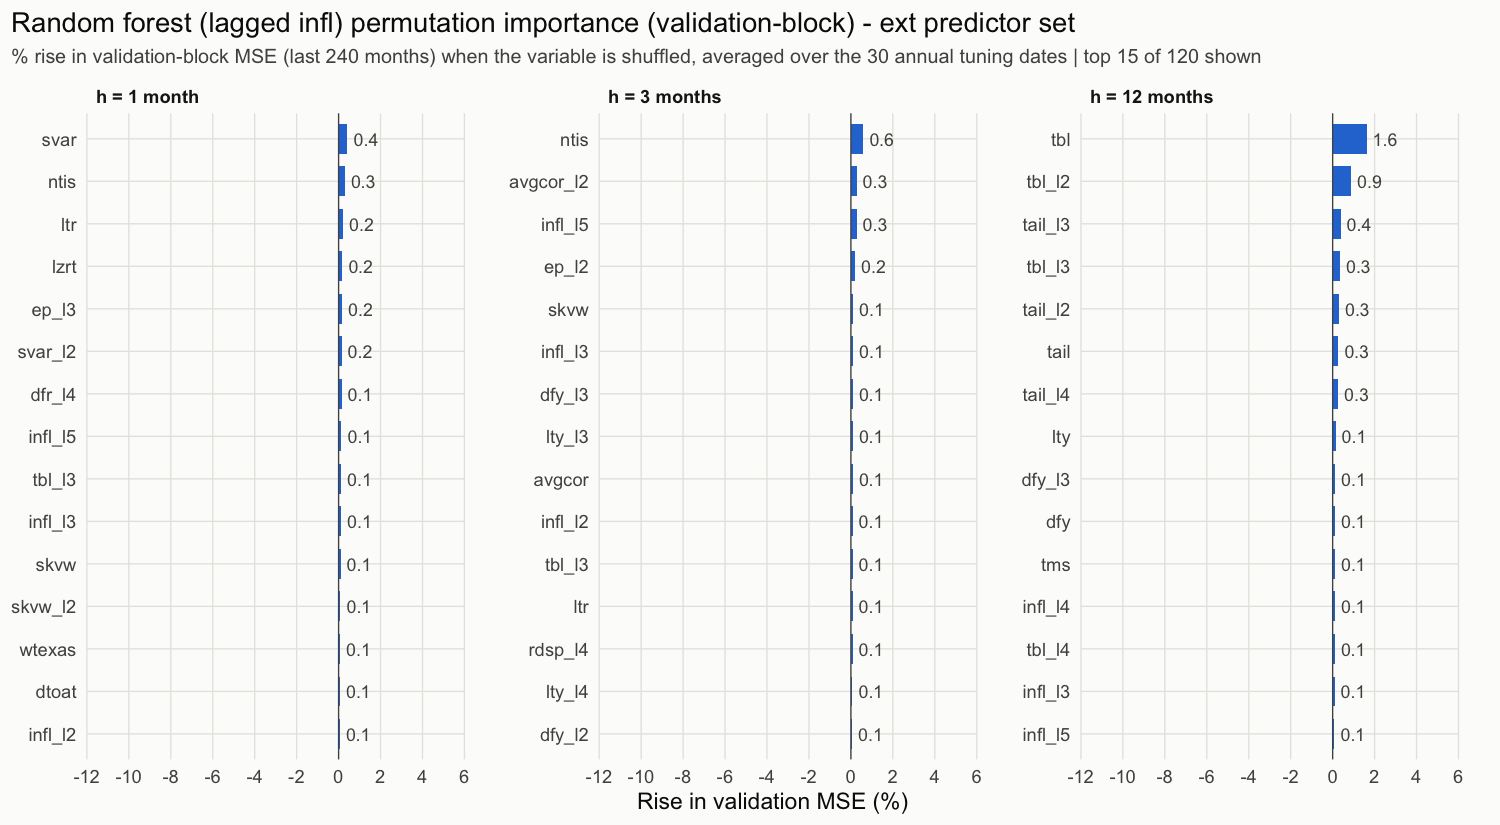 Random forest (lagged infl) permutation importance (validation-block) - ext predictor set
% rise in validation-block MSE (last 240 months) when the variable is shuffled, averaged over the 30 annual tuning dates | top 15 of 120 shown
h = 1 month
svar 0.4
ntis 0.3
ltr 0.2
lzrt 0.2
ep_l3 0.2
svar_l2 0.2
dfr_l4 0.1
infl_l5 0.1
tbl_l3 0.1
infl_l3 0.1
skvw 0.1
skvw_l2 0.1
wtexas 0.1
dtoat 0.1
infl_l2 0.1
-12 -10 -8 -6 -4 -2 0 2 4 6
h = 3 months
ntis 0.6
avgcor_l2 0.3
infl_l5 0.3
ep_l2 0.2
skvw 0.1
infl_l3 0.1
dfy_l3 0.1
lty_l3 0.1
avgcor 0.1
infl_l2 0.1
tbl_l3 0.1
ltr 0.1
rdsp_l4 0.1
lty_l4 0.1
dfy_l2 0.1
-12 -10 -8 -6 -4 -2 0 2 4 6
h = 12 months
tbl 1.6
tbl_l2 0.9
tail_l3 0.4
tbl_l3 0.3
tail_l2 0.3
tail 0.3
tail_l4 0.3
lty 0.1
dfy_l3 0.1
dfy 0.1
tms 0.1
infl_l4 0.1
tbl_l4 0.1
infl_l3 0.1
infl_l5 0.1
-12 -10 -8 -6 -4 -2 0 2 4 6
Rise in validation MSE (%)